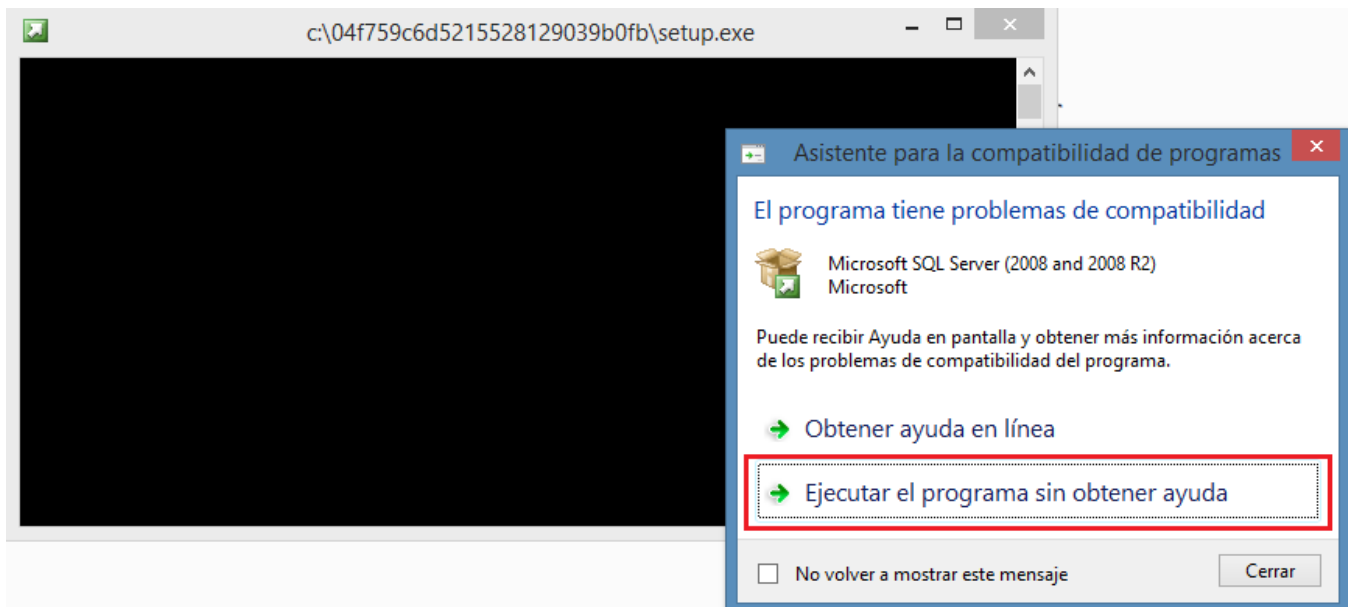 c:\04f759c6d5215528129039b0fb\setup.exe
Asistente para la compatibilidad de programas
El programa tiene problemas de compatibilidad
Microsoft SQL Server (2008 and 2008 R2)
Microsoft
Puede recibir Ayuda en pantalla y obtener más información acerca
de los problemas de compatibilidad del programa.
Obtener ayuda en línea
Ejecutar el programa sin obtener ayuda
No volver a mostrar este mensaje
Cerrar